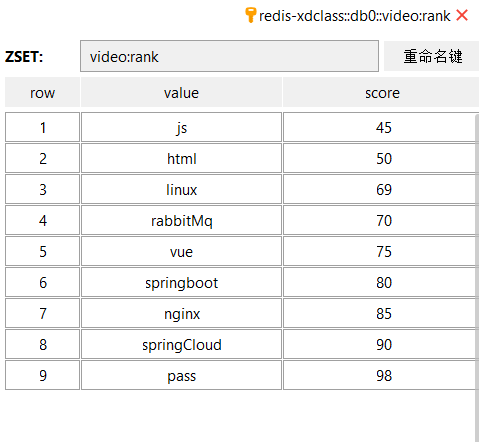 redis-xdclass::db0::video:rank
ZSET: video:rank 重命名键
row value score
1 js 45
2 html 50
3 linux 69
4 rabbitMq 70
5 vue 75
6 springboot 80
7 nginx 85
8 springCloud 90
9 pass 98